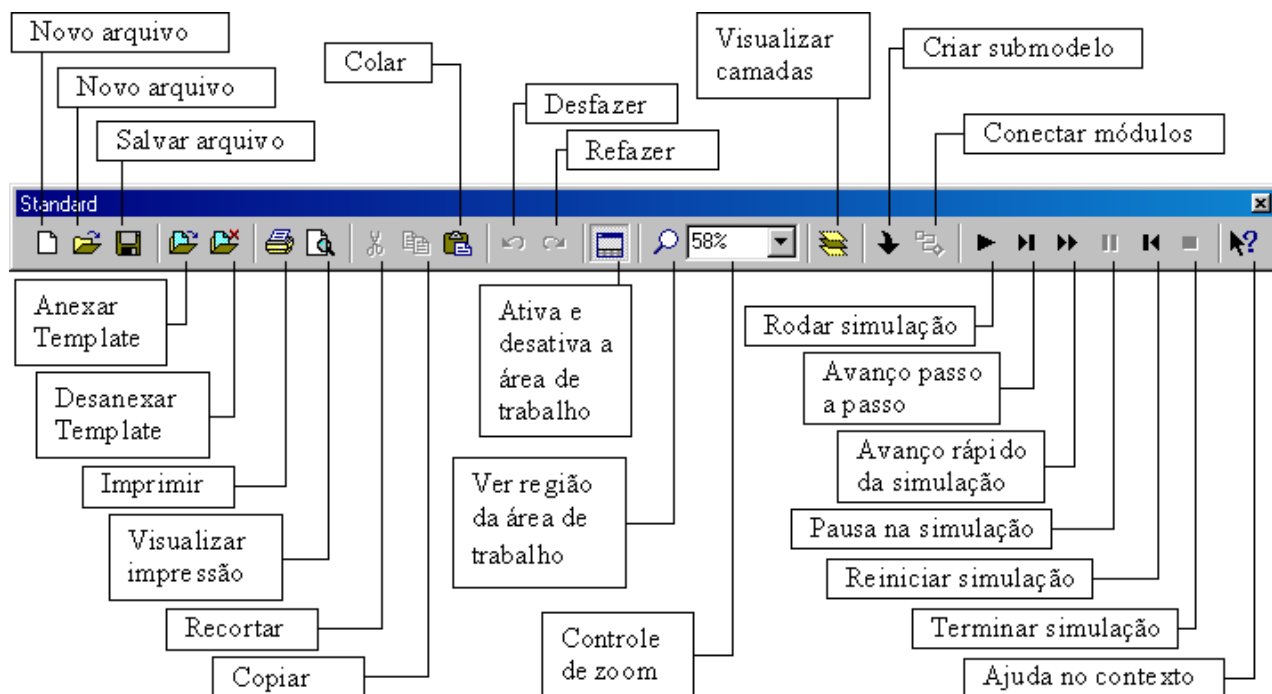 Novo arquivo
Novo arquivo
Salvar arquivo
Colar
Desfazer
Refazer
Visualizar
camadas
Criar submodelo
Conectar módulos
Standard
58%
Anexar
Template
Desanexar
Template
Imprimir
Visualizar
impressão
Recortar
Copiar
Ativa e
desativa a
área de
trabalho
Ver região
da área de
trabalho
Controle
de zoom
Rodar simulação
Avanço passo
a passo
Avanço rápido
da simulação
Pausa na simulação
Reiniciar simulação
Terminar simulação
Ajuda no contexto